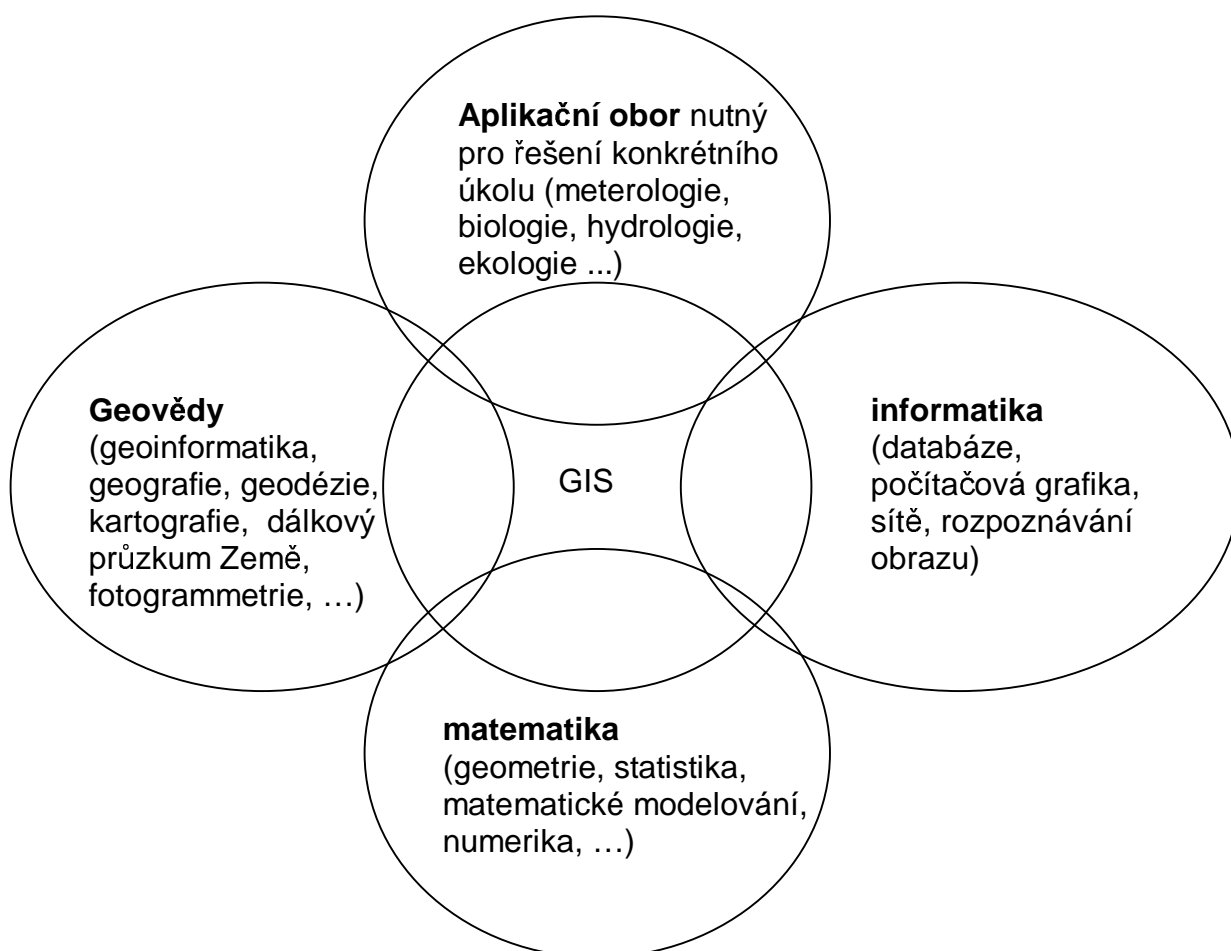 Aplikační obor nutný
pro řešení konkrétního
úkolu (meterologie,
biologie, hydrologie,
ekologie ...)
Geovědy
(geoinformatika,
geografie, geodézie,
kartografie, dálkový
průzkum Země,
fotogrammetrie, …)
GIS
informatika
(databáze,
počítačová grafika,
sítě, rozpoznávání
obrazu)
matematika
(geometrie, statistika,
matematické modelování,
numerika, …)